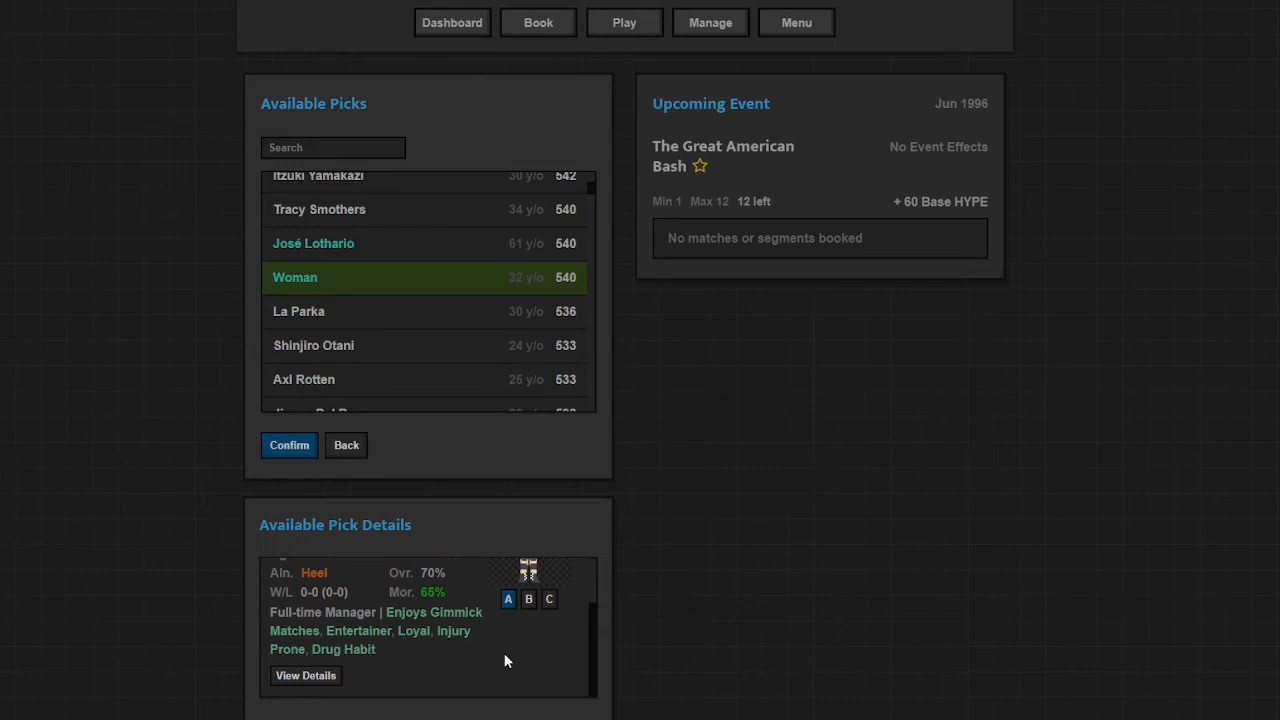 Dashboard Book Play Manage Menu
Available Picks
Search
Itzuki Yamakazi 30 y/o 542
Tracy Smothers 34 y/o 540
José Lothario 61 y/o 540
Woman 32 y/o 540
La Parka 30 y/o 536
Shinjiro Otani 24 y/o 533
Axl Rotten 25 y/o 533
Confirm Back
Available Pick Details
Aln. Heel Ovr. 70%
W/L 0-0 (0-0) Mor. 65%
A B C
Full-time Manager | Enjoys Gimmick
Matches, Entertainer, Loyal, Injury
Prone, Drug Habit
View Details
Upcoming Event Jun 1996
The Great American
Bash
No Event Effects
Min 1 Max 12 12 left + 60 Base HYPE
No matches or segments booked